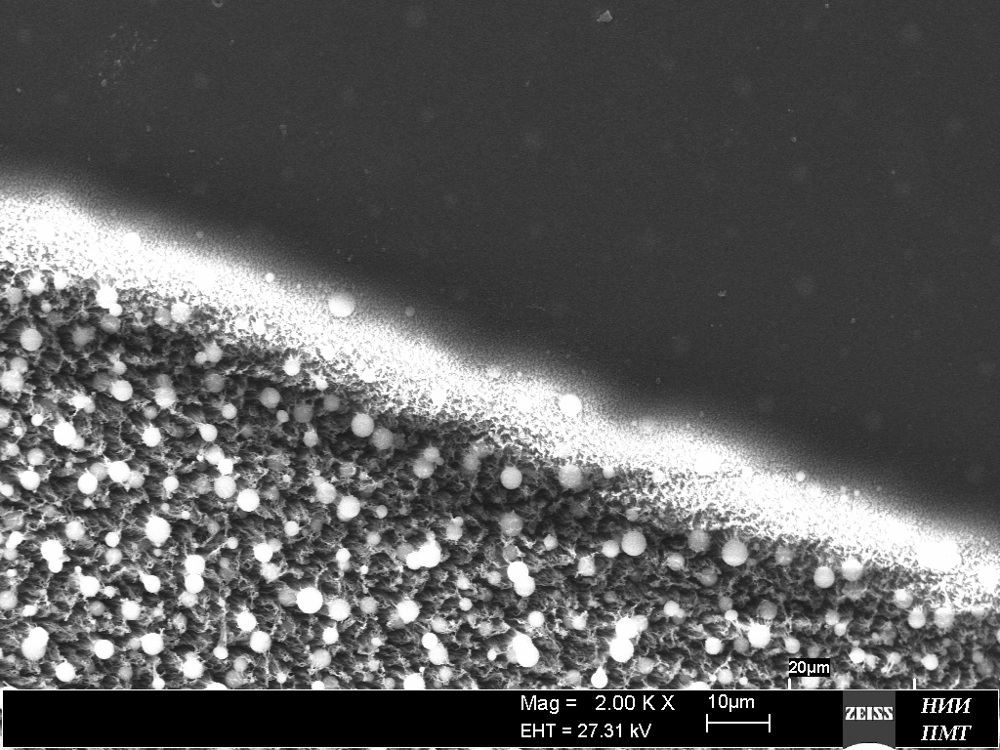 20µm
Mag = 2.00 K X
10µm
EHT = 27.31 kV
ZEISS
НИИ
ПМТ